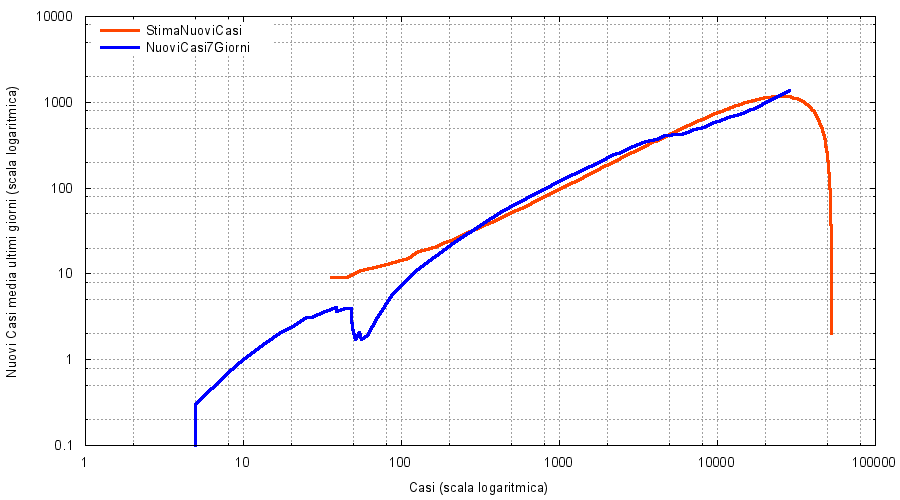 10000
1000
100
10
1
0.1
StimaNuoviCasi
NuoviCasi7Giorni
Nuovi Casi media ultimi giorni (scala logaritmica)
1 10 100 1000 10000 100000
Casi (scala logaritmica)